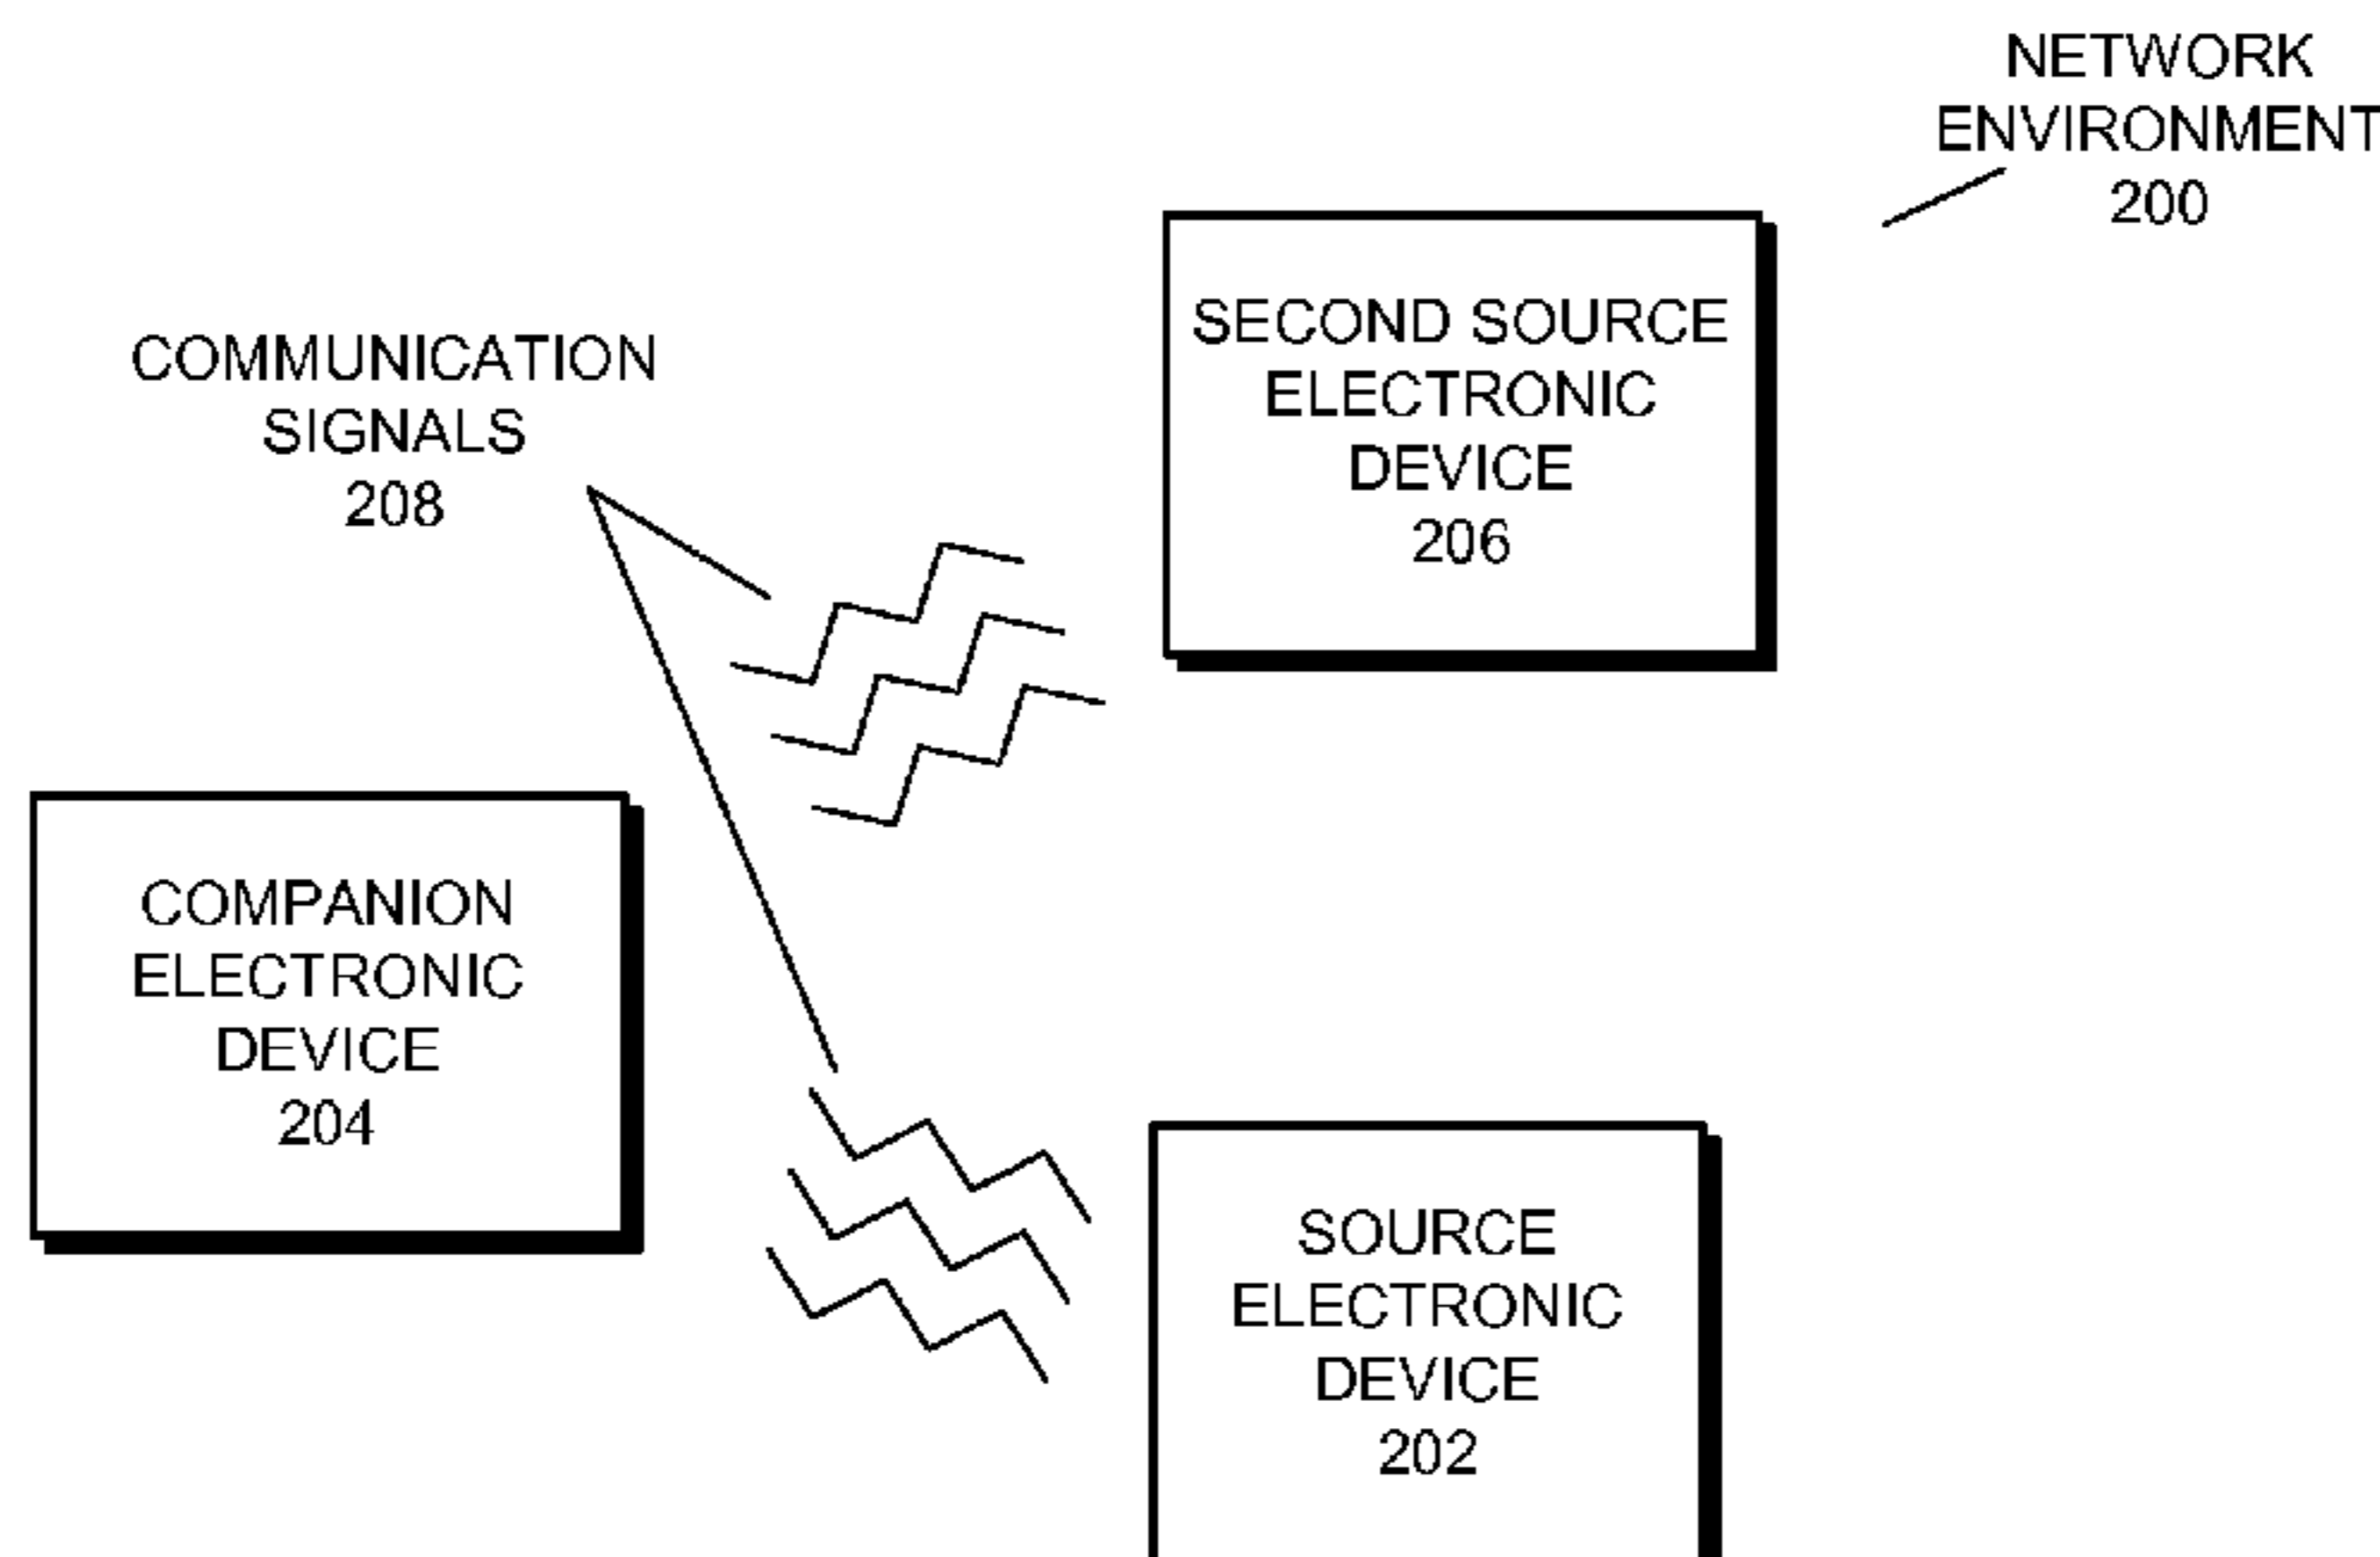 NETWORK
ENVIRONMENT
200
SECOND SOURCE
ELECTRONIC
DEVICE
206
COMMUNICATION
SIGNALS
208
COMPANION
ELECTRONIC
DEVICE
204
SOURCE
ELECTRONIC
DEVICE
202